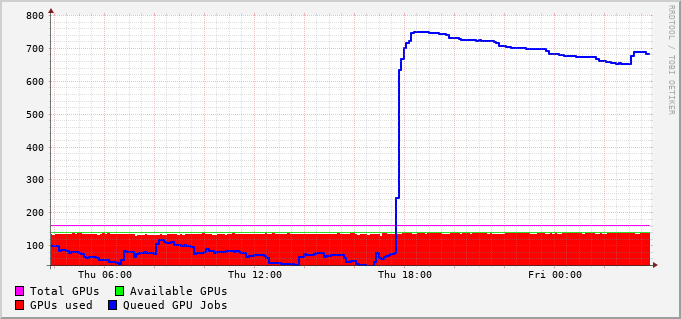 800
700
600
500
400
300
200
100
Thu 06:00 Thu 12:00 Thu 18:00 Fri 00:00
Total GPUs Available GPUs
GPUs used Queued GPU Jobs
RRDTOOL / TOBI OETIKER